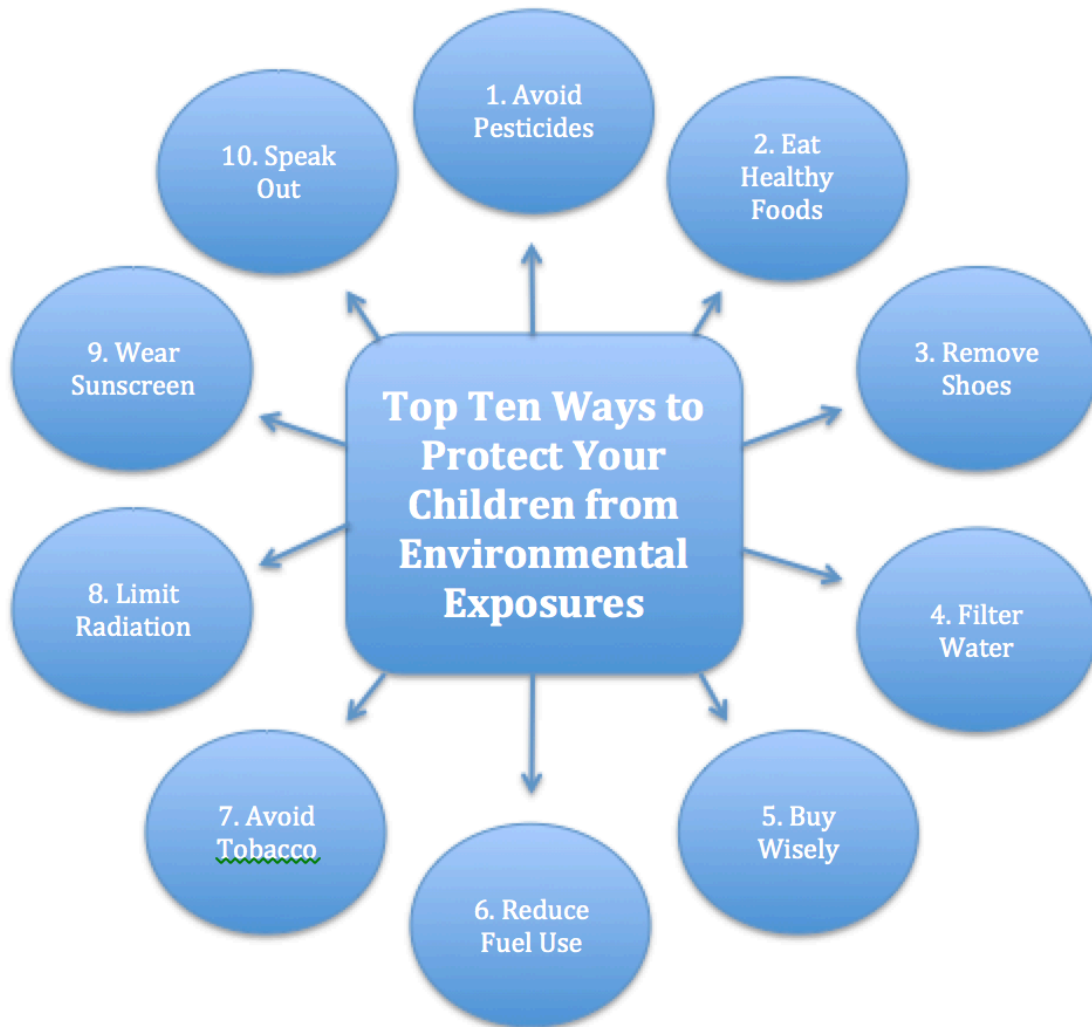 Top Ten Ways to
Protect Your
Children from
Environmental
Exposures
1. Avoid
Pesticides
2. Eat
Healthy
Foods
3. Remove
Shoes
4. Filter
Water
5. Buy
Wisely
6. Reduce
Fuel Use
7. Avoid
Tobacco
8. Limit
Radiation
9. Wear
Sunscreen
10. Speak
Out